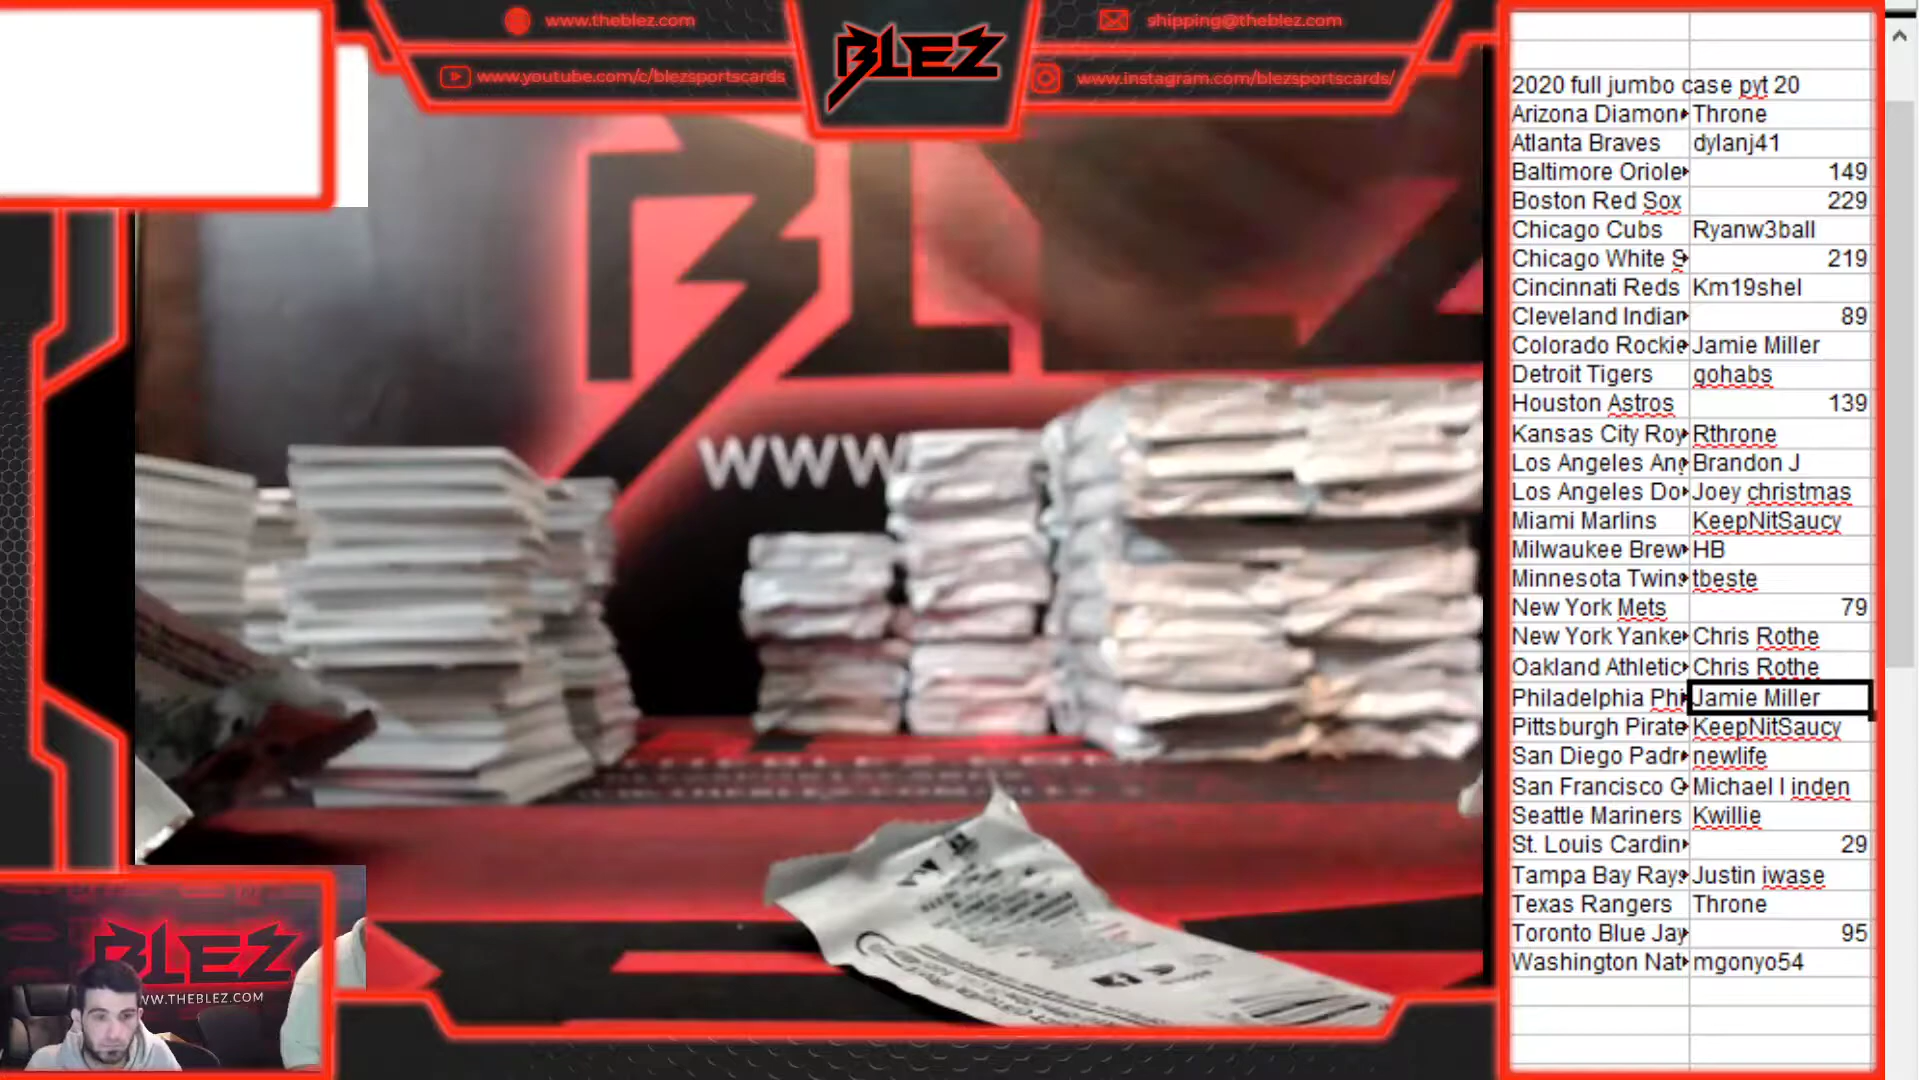 www.theblez.com
BLEZ
shipping@theblez.com
www.youtube.com/c/blezsportscards
www.instagram.com/blezsportscards/
2020 full jumbo case pyt 20
Arizona Diamon Throne
Atlanta Braves dylanj41
Baltimore Oriole 149
Boston Red Sox 229
Chicago Cubs Ryanw3ball
Chicago White S 219
Cincinnati Reds Km19shel
Cleveland Indian 89
Colorado Rockie Jamie Miller
Detroit Tigers gohabs
Houston Astros 139
Kansas City Roy Rthrone
Los Angeles Ang Brandon J
Los Angeles Do Joey christmas
Miami Marlins KeepNitSaucy
Milwaukee Brew HB
Minnesota Twins tbeste
New York Mets 79
New York Yanke Chris Rothe
Oakland Athletic Chris Rothe
Philadelphia Phi Jamie Miller
Pittsburgh Pirate KeepNitSaucy
San Diego Padr newlife
San Francisco G Michael l inden
Seattle Mariners Kwillie
St. Louis Cardin 29
Tampa Bay Rays Justin iwase
Texas Rangers Throne
Toronto Blue Jay 95
Washington Nat mgonyo54
BLEZ
WWW
BLEZ
WWW.THEBLEZ.COM